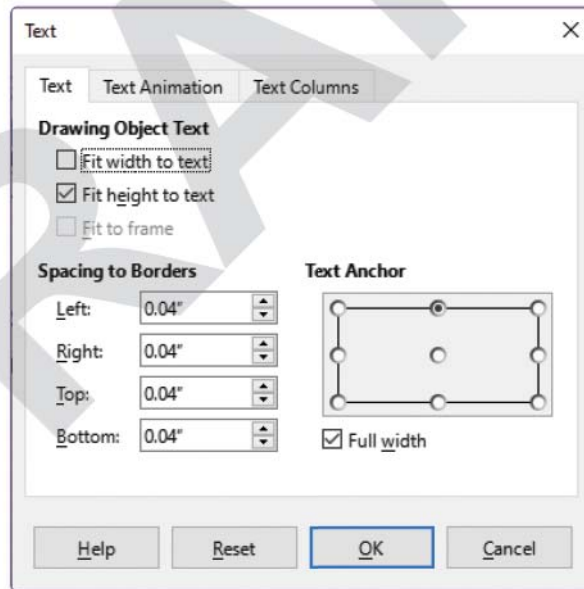 Text
Text Text Animation Text Columns
Drawing Object Text
Fit width to text
Fit height to text
Fit to frame
Spacing to Borders Text Anchor
Left: 0.04"
Right: 0.04"
Top: 0.04"
Bottom: 0.04"
Full width
Help Reset OK Cancel